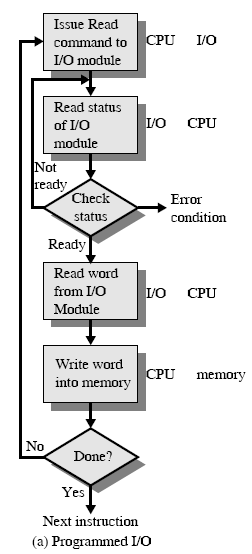 Issue Read
command to
I/O module
CPU I/O
Read status
of I/O
module
I/O CPU
Not
ready
Check
status
Error
condition
Ready
Read word
from I/O
Module
I/O CPU
Write word
into memory
CPU memory
No
Done?
Yes
Next instruction
(a) Programmed I/O